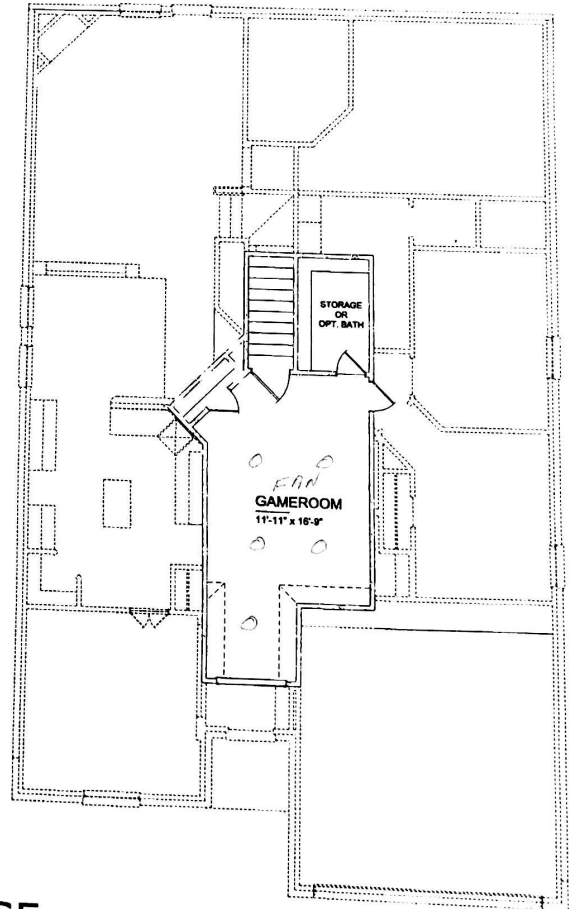 STORAGE
OR
OPT. BATH
FAN
GAMEROOM
11'-11" x 16'-9"